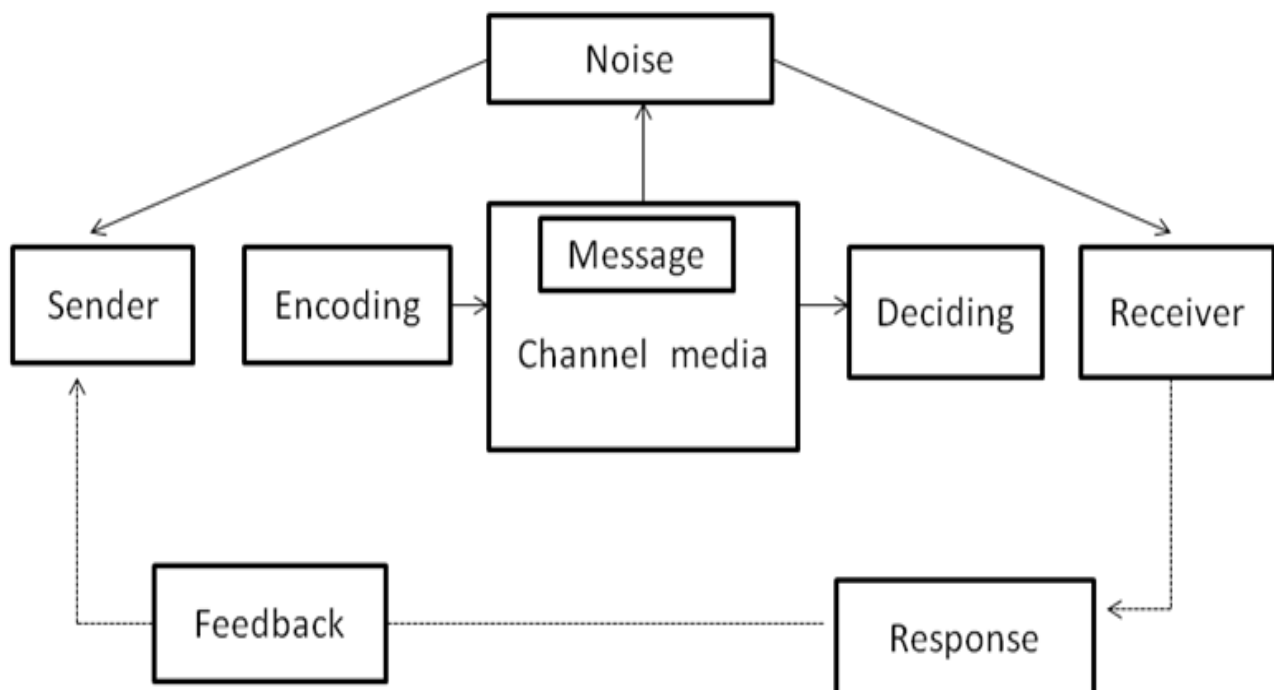 Noise
Sender
Encoding
Message
Channel media
Deciding
Receiver
Feedback
Response